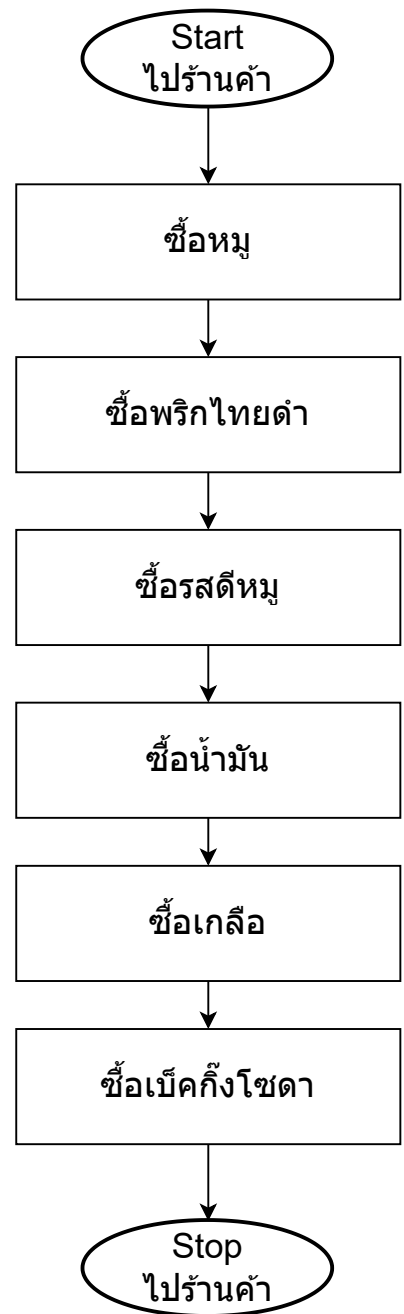 Start
ไปร้านค้า
ซื้อหมู
ซื้อพริกไทยดำ
ซื้อรสดีหมู
ซื้อน้ำมัน
ซื้อเกลือ
ซื้อเบ็คกิ๊งโซดา
Stop
ไปร้านค้า